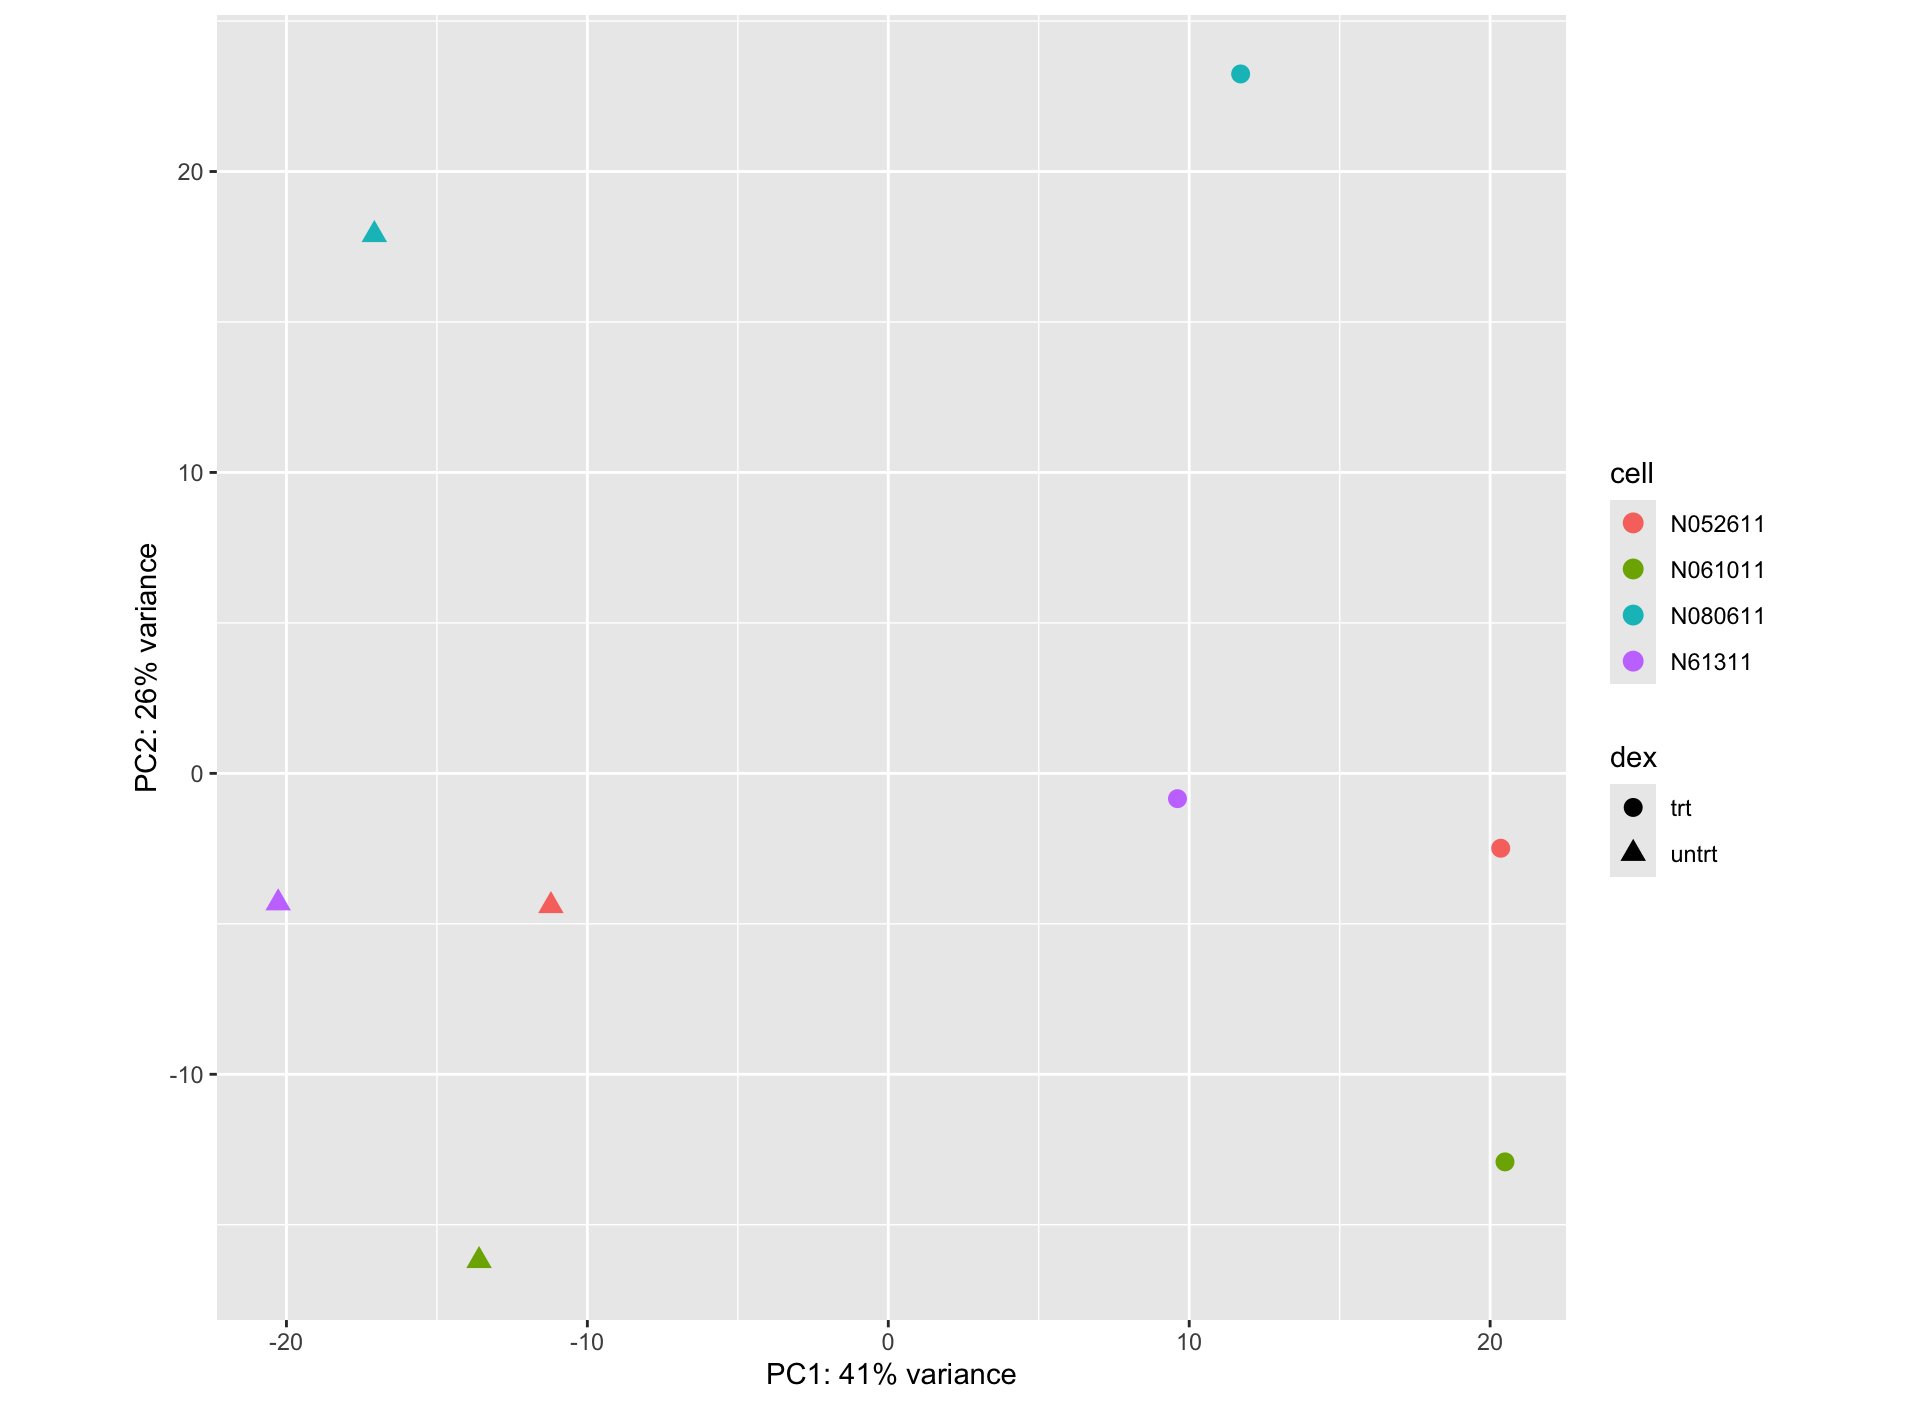 20
10
0
-10
PC2: 26% variance
-20
-10
0
10
20
PC1: 41% variance
cell
N052611
N061011
N080611
N61311
dex
trt
untrt